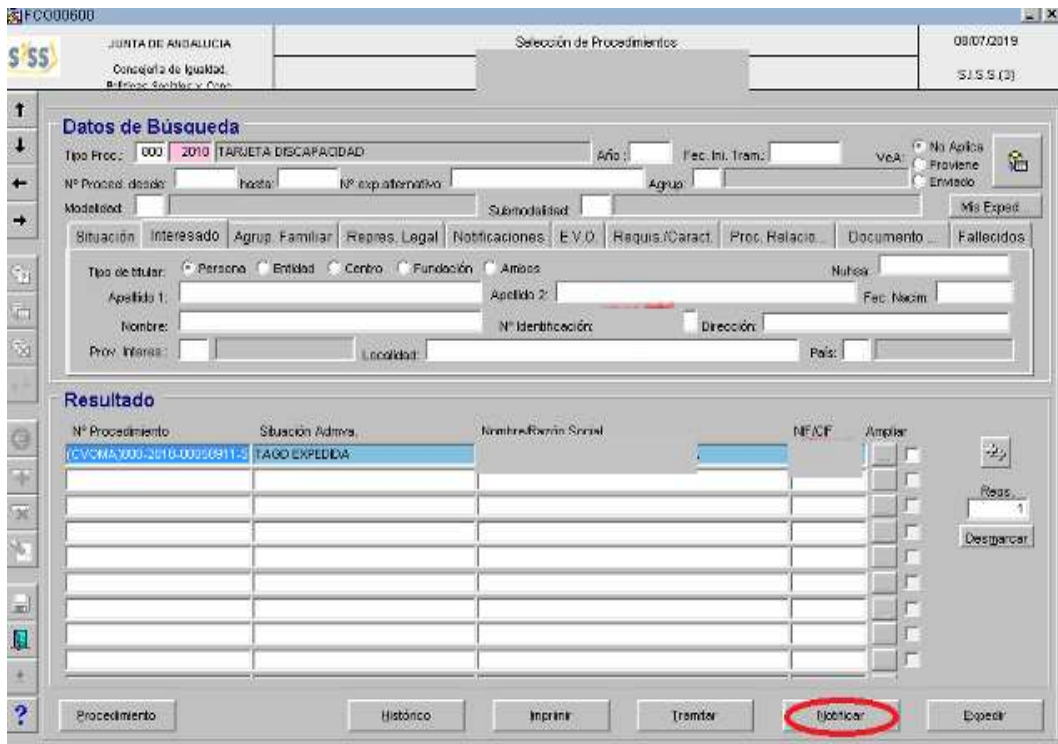 FCO00600
SISS
JUNTA DE ANDALUCIA
Consejería de Igualdad,
Políticas Sociales y Conc
Selección de Procedimientos
08/07/2019
S.I.S.S.(3)
Datos de Búsqueda
Tipo Proc.: 000 2010 TARJETA DISCAPACIDAD Año : Fec. Ini. Tram.: VeA: No Aplica
Proviene
Enviado
Nº Proced. desde: hasta: Nº exp.alternativo: Agrup:
Modalidad: Submodalidad: Mis Exped...
Situación Interesado Agrup. Familiar Repres. Legal Notificaciones E.V.O. Requis./Caract. Proc. Relacio... Documento ... Fallecidos
Tipo de titular: Persona Entidad Centro Fundación Ambos Nuhsa:
Apellido 1: Apellido 2: Fec. Nacim:
Nombre: Nº Identificación: Dirección:
Prov. Interes.: Localidad: País:
Resultado
Nº Procedimiento Situación Admva. Nombre/Razón Social NIF/CIF Ampliar
TAGO EXPEDIDA ...
Regs.
1
Desmarcar
Procedimiento Histórico Imprimir Tramitar Notificar Expedir